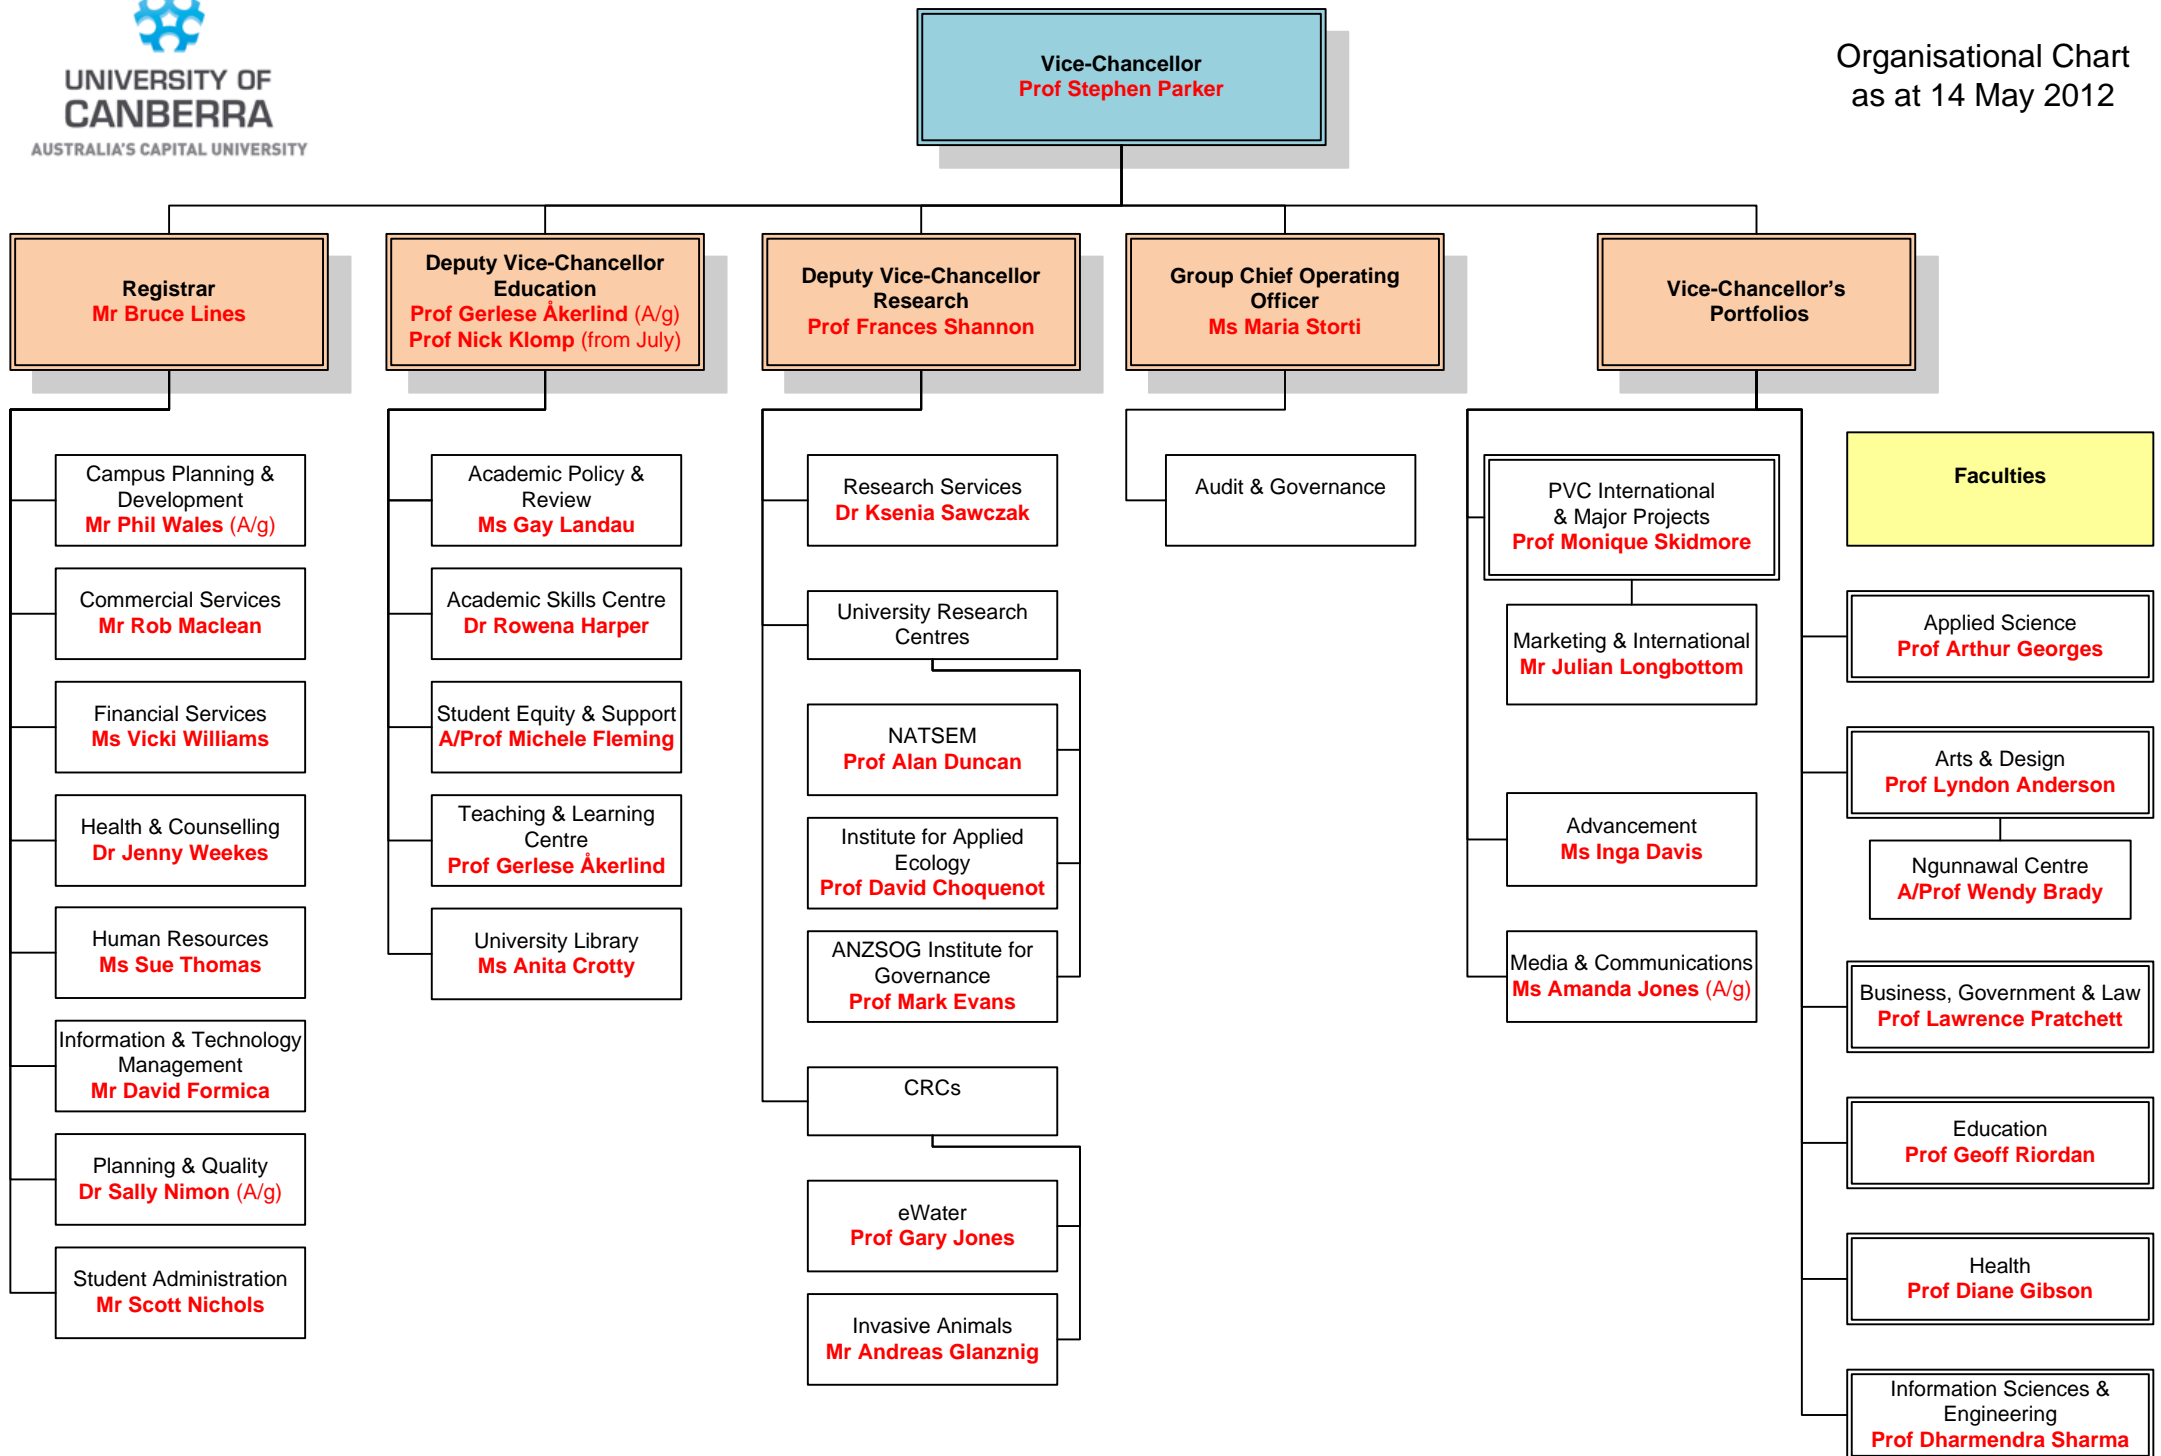 UNIVERSITY OF
CANBERRA
AUSTRALIA'S CAPITAL UNIVERSITY
Vice-Chancellor
Prof Stephen Parker
Organisational Chart
as at 14 May 2012
Registrar
Mr Bruce Lines
Deputy Vice-Chancellor
Education
Prof Gerlese Åkerlind (A/g)
Prof Nick Klomp (from July)
Deputy Vice-Chancellor
Research
Prof Frances Shannon
Group Chief Operating
Officer
Ms Maria Storti
Vice-Chancellor's
Portfolios
Campus Planning &
Development
Mr Phil Wales (A/g)
Commercial Services
Mr Rob Maclean
Financial Services
Ms Vicki Williams
Health & Counselling
Dr Jenny Weekes
Human Resources
Ms Sue Thomas
Information & Technology
Management
Mr David Formica
Planning & Quality
Dr Sally Nimon (A/g)
Student Administration
Mr Scott Nichols
Academic Policy &
Review
Ms Gay Landau
Academic Skills Centre
Dr Rowena Harper
Student Equity & Support
A/Prof Michele Fleming
Teaching & Learning
Centre
Prof Gerlese Åkerlind
University Library
Ms Anita Crotty
Research Services
Dr Ksenia Sawczak
University Research
Centres
NATSEM
Prof Alan Duncan
Institute for Applied
Ecology
Prof David Choquenot
ANZSOG Institute for
Governance
Prof Mark Evans
CRCs
eWater
Prof Gary Jones
Invasive Animals
Mr Andreas Glanznig
Audit & Governance
PVC International
& Major Projects
Prof Monique Skidmore
Marketing & International
Mr Julian Longbottom
Advancement
Ms Inga Davis
Media & Communications
Ms Amanda Jones (A/g)
Faculties
Applied Science
Prof Arthur Georges
Arts & Design
Prof Lyndon Anderson
Ngunnawal Centre
A/Prof Wendy Brady
Business, Government & Law
Prof Lawrence Pratchett
Education
Prof Geoff Riordan
Health
Prof Diane Gibson
Information Sciences &
Engineering
Prof Dharmendra Sharma